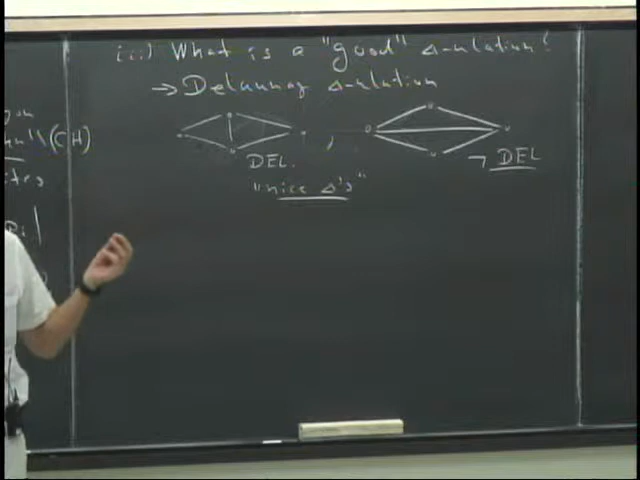 iii) What is a "good" Δ-ulation?
→ Delaunay Δ-ulation
DEL. , ¬ DEL
"nice Δ's"
(CH)